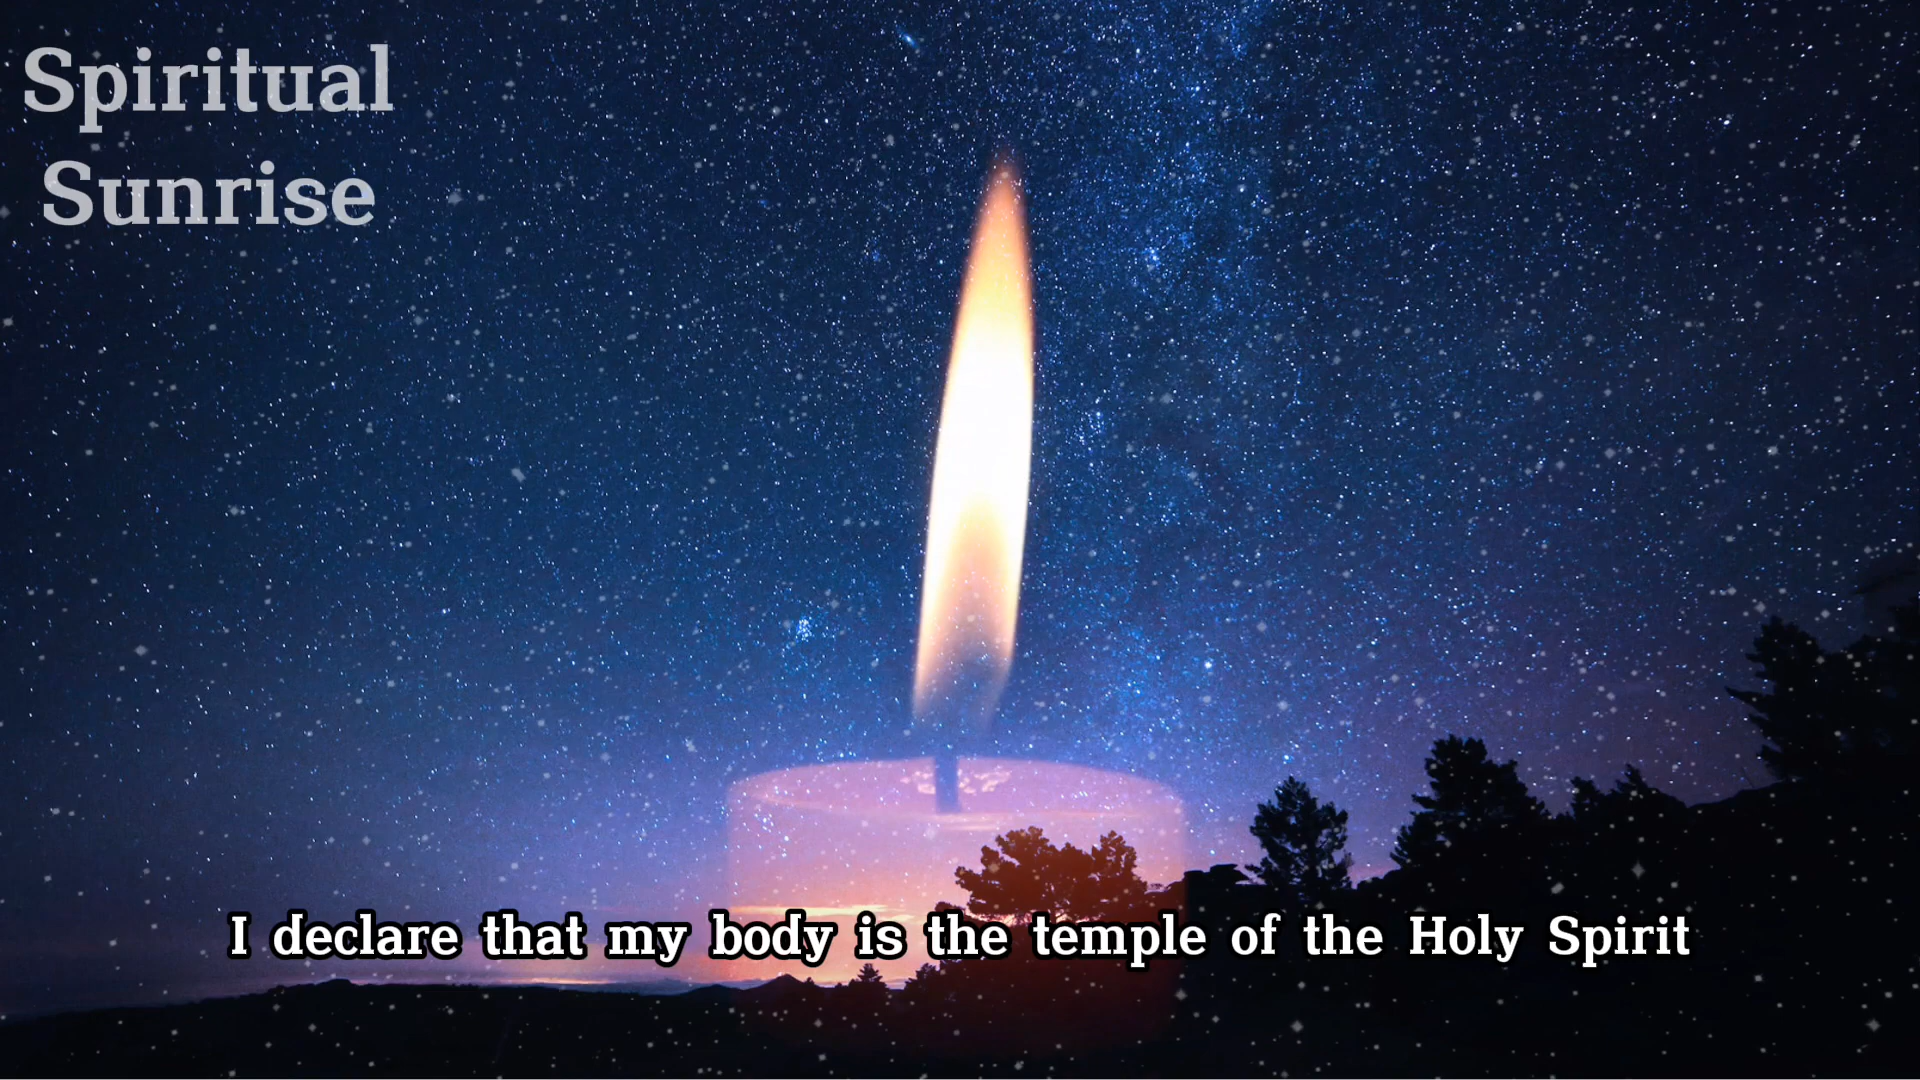 Spiritual
Sunrise
I declare that my body is the temple of the Holy Spirit